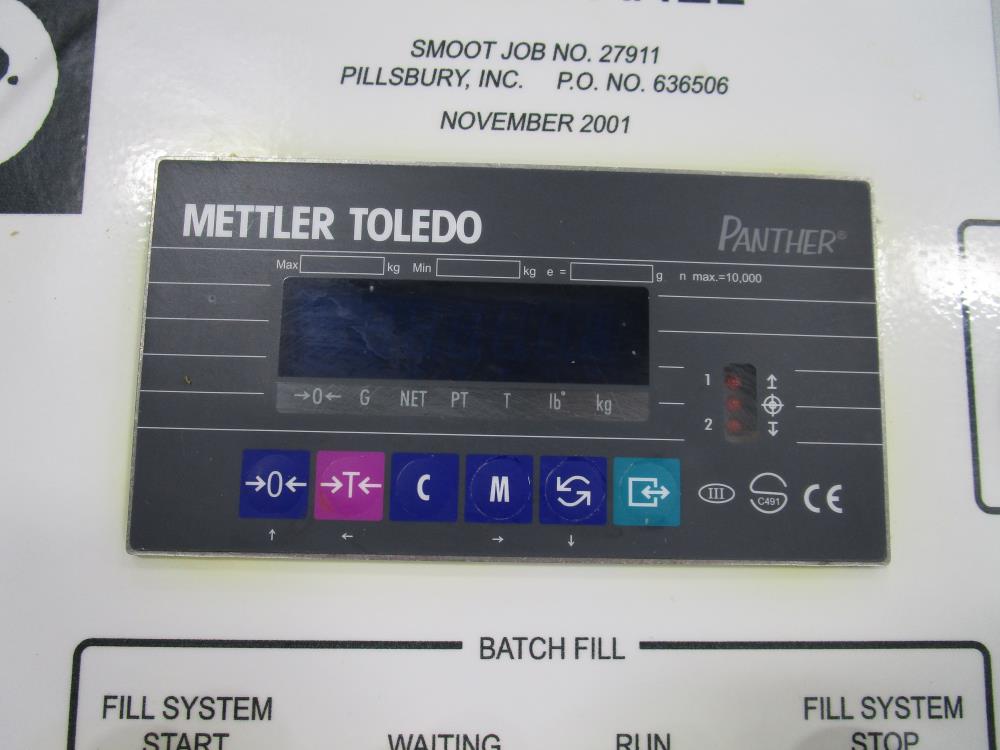 SMOOT JOB NO. 27911
PILLSBURY, INC. P.O. NO. 636506
NOVEMBER 2001
METTLER TOLEDO
PANTHER®
Max kg Min kg e = g n max.=10,000
→0← G NET PT T lb kg
1
2
→0← →T← C M
III C491 CE
↑ ← → ↓
BATCH FILL
FILL SYSTEM
START
WAITING
RUN
FILL SYSTEM
STOP